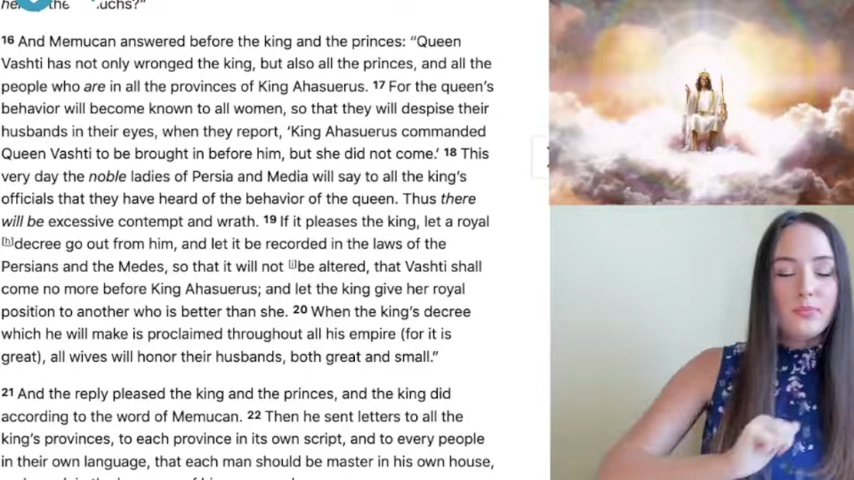 the uchs?”
16 And Memucan answered before the king and the princes: “Queen
Vashti has not only wronged the king, but also all the princes, and all the
people who are in all the provinces of King Ahasuerus. 17 For the queen’s
behavior will become known to all women, so that they will despise their
husbands in their eyes, when they report, ‘King Ahasuerus commanded
Queen Vashti to be brought in before him, but she did not come.’ 18 This
very day the noble ladies of Persia and Media will say to all the king’s
officials that they have heard of the behavior of the queen. Thus there
will be excessive contempt and wrath. 19 If it pleases the king, let a royal
[h]decree go out from him, and let it be recorded in the laws of the
Persians and the Medes, so that it will not [i]be altered, that Vashti shall
come no more before King Ahasuerus; and let the king give her royal
position to another who is better than she. 20 When the king’s decree
which he will make is proclaimed throughout all his empire (for it is
great), all wives will honor their husbands, both great and small.”
21 And the reply pleased the king and the princes, and the king did
according to the word of Memucan. 22 Then he sent letters to all the
king’s provinces, to each province in its own script, and to every people
in their own language, that each man should be master in his own house,